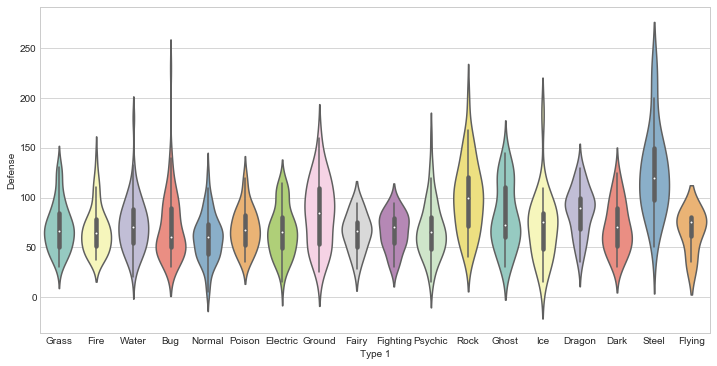 250
200
150
100
50
0
Defense
Grass Fire Water Bug Normal Poison Electric Ground Fairy Fighting Psychic Rock Ghost Ice Dragon Dark Steel Flying
Type 1